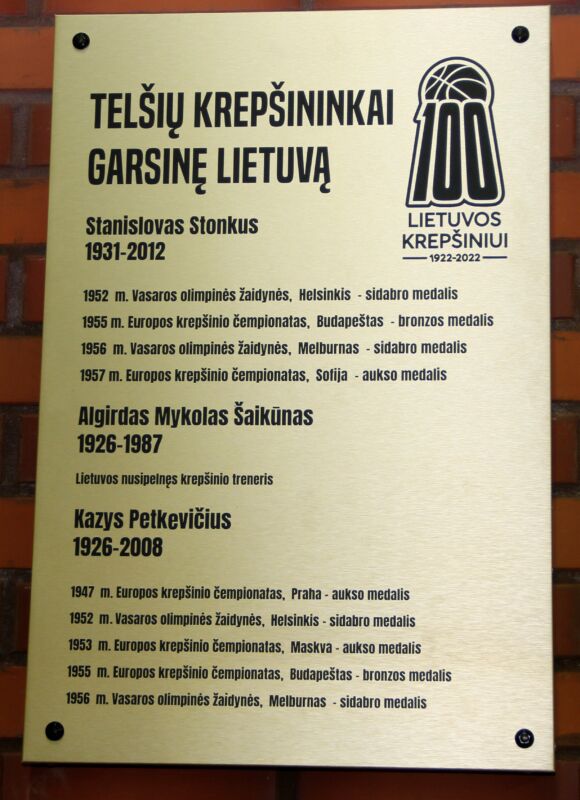 TELŠIŲ KREPŠININKAI
GARSINĘ LIETUVĄ
100
LIETUVOS
KREPŠINIUI
1922-2022
Stanislovas Stonkus
1931-2012
1952 m. Vasaros olimpinės žaidynės, Helsinkis - sidabro medalis
1955 m. Europos krepšinio čempionatas, Budapeštas - bronzos medalis
1956 m. Vasaros olimpinės žaidynės, Melburnas - sidabro medalis
1957 m. Europos krepšinio čempionatas, Sofija - aukso medalis
Algirdas Mykolas Šaikūnas
1926-1987
Lietuvos nusipelnęs krepšinio treneris
Kazys Petkevičius
1926-2008
1947 m. Europos krepšinio čempionatas, Praha - aukso medalis
1952 m. Vasaros olimpinės žaidynės, Helsinkis - sidabro medalis
1953 m. Europos krepšinio čempionatas, Maskva - aukso medalis
1955 m. Europos krepšinio čempionatas, Budapeštas - bronzos medalis
1956 m. Vasaros olimpinės žaidynės, Melburnas - sidabro medalis